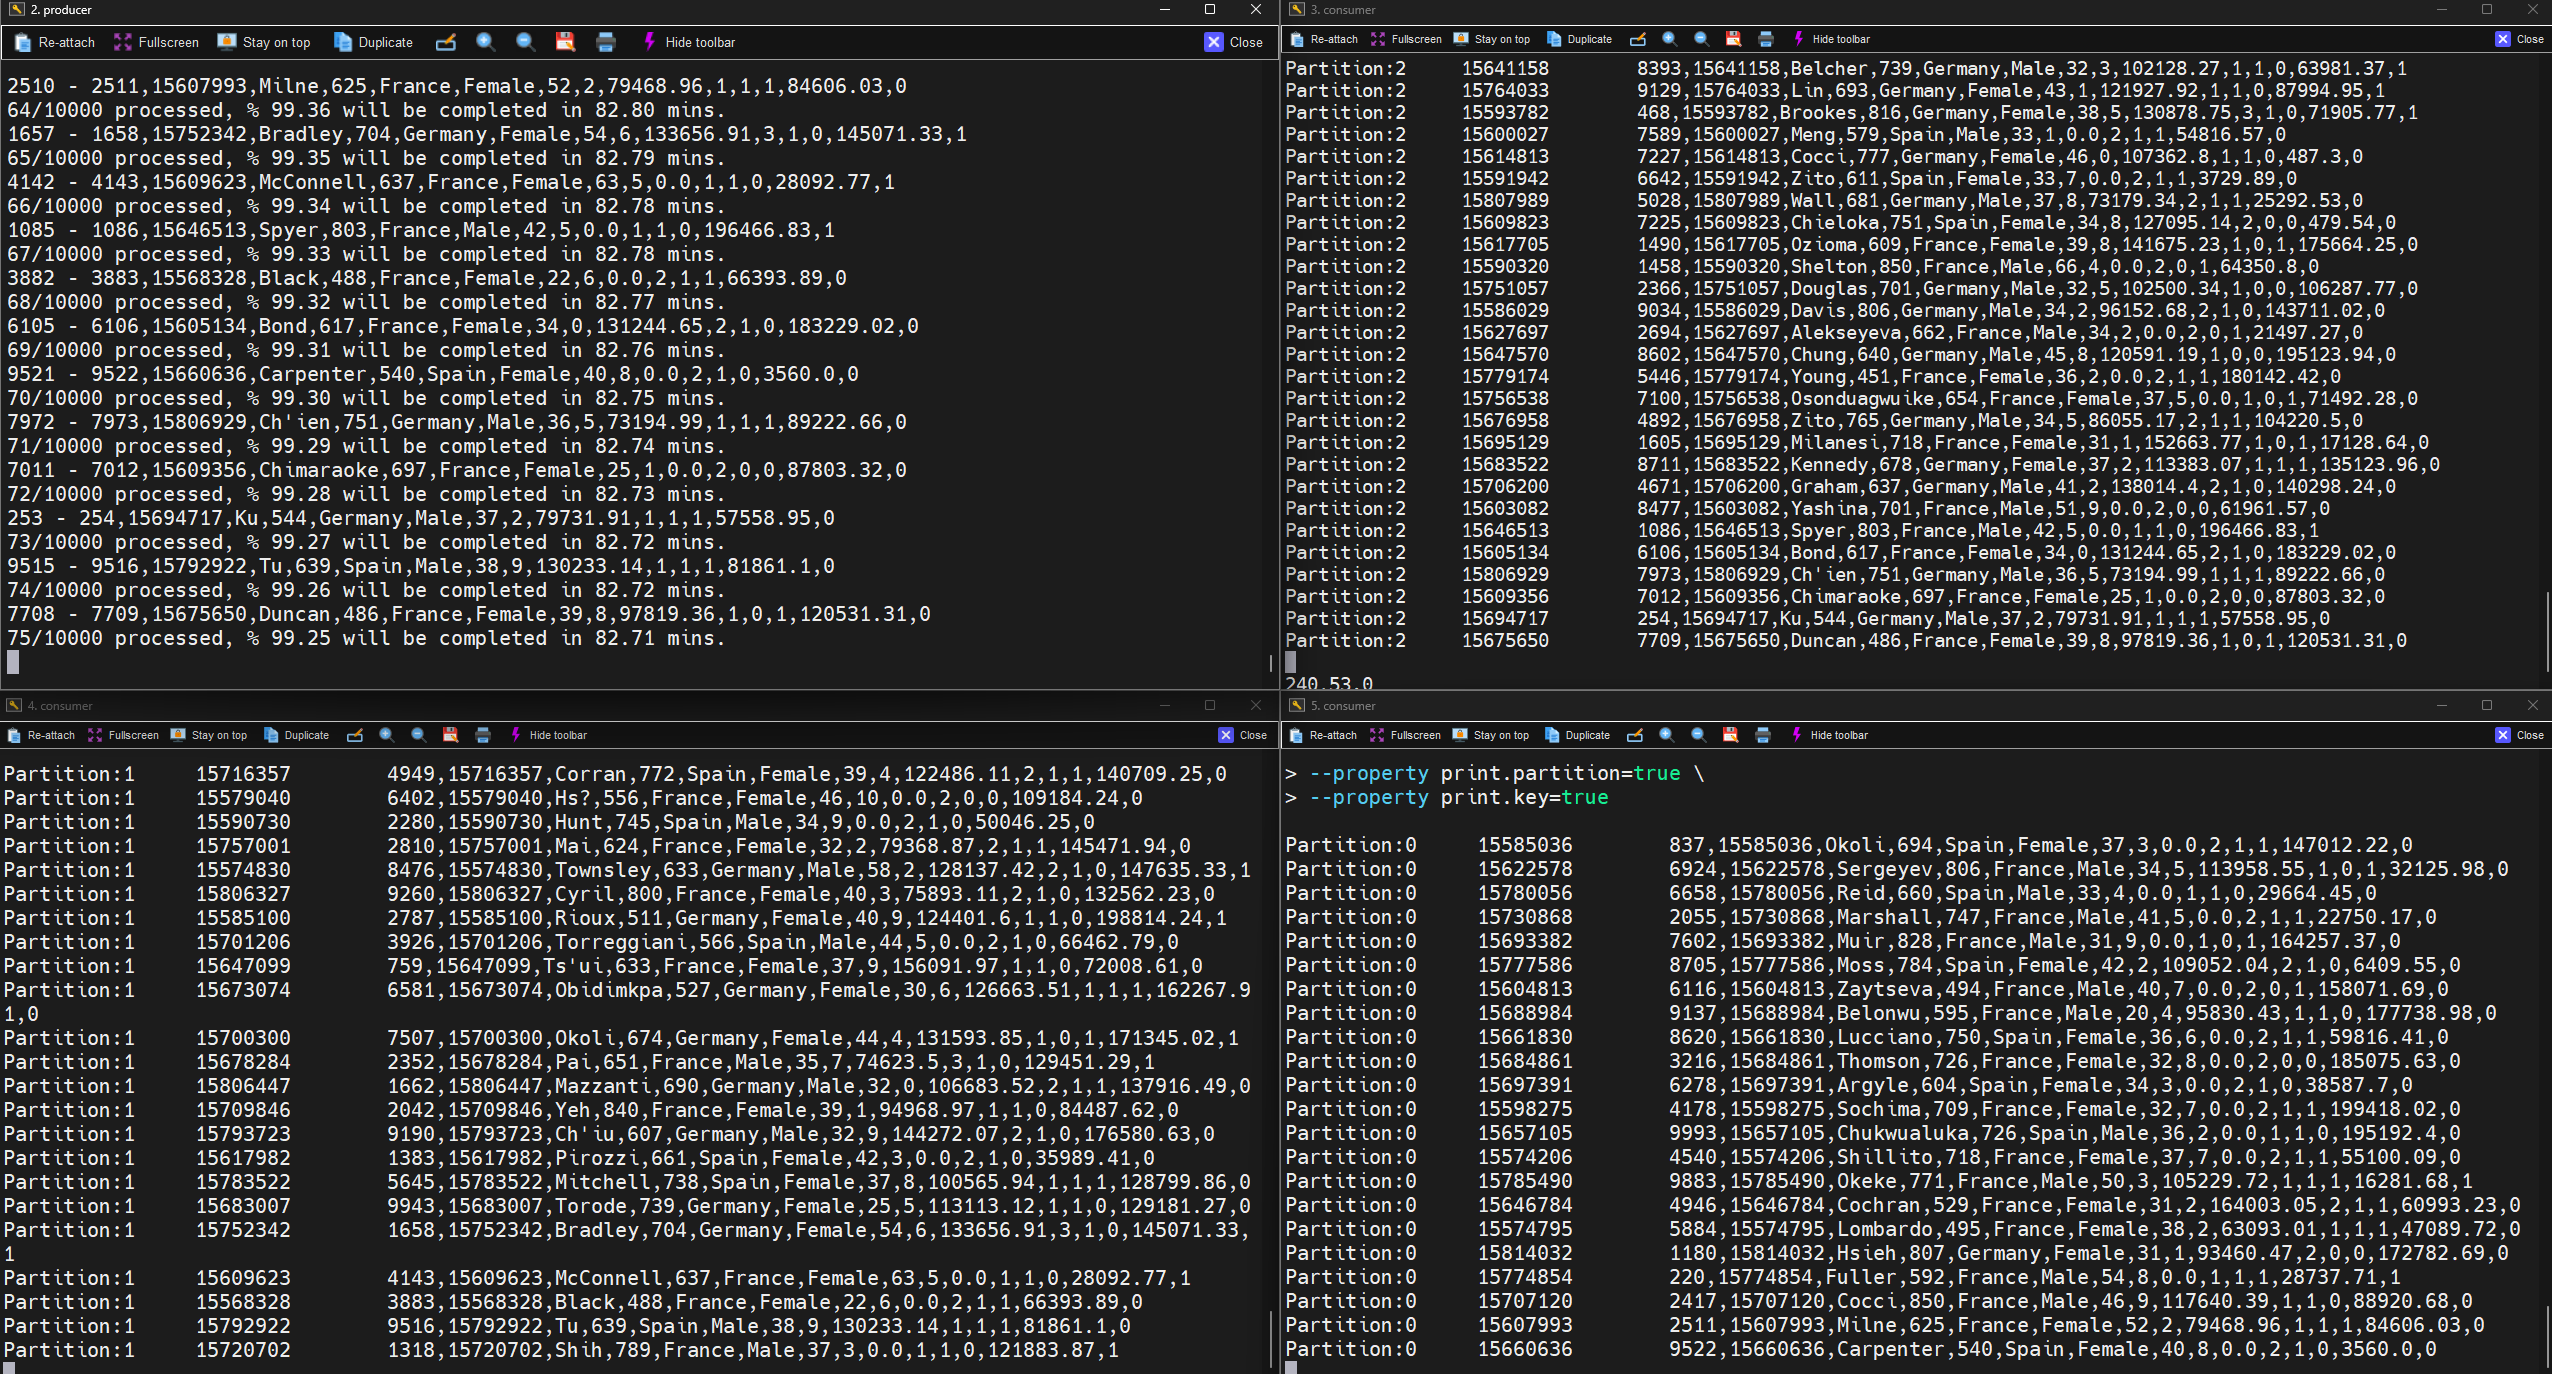 2. producer
Re-attach Fullscreen Stay on top Duplicate Hide toolbar Close
2510 - 2511,15607993,Milne,625,France,Female,52,2,79468.96,1,1,1,84606.03,0
64/10000 processed, % 99.36 will be completed in 82.80 mins.
1657 - 1658,15752342,Bradley,704,Germany,Female,54,6,133656.91,3,1,0,145071.33,1
65/10000 processed, % 99.35 will be completed in 82.79 mins.
4142 - 4143,15609623,McConnell,637,France,Female,63,5,0.0,1,1,0,28092.77,1
66/10000 processed, % 99.34 will be completed in 82.78 mins.
1085 - 1086,15646513,Spyer,803,France,Male,42,5,0.0,1,1,0,196466.83,1
67/10000 processed, % 99.33 will be completed in 82.78 mins.
3882 - 3883,15568328,Black,488,France,Female,22,6,0.0,2,1,1,66393.89,0
68/10000 processed, % 99.32 will be completed in 82.77 mins.
6105 - 6106,15605134,Bond,617,France,Female,34,0,131244.65,2,1,0,183229.02,0
69/10000 processed, % 99.31 will be completed in 82.76 mins.
9521 - 9522,15660636,Carpenter,540,Spain,Female,40,8,0.0,2,1,0,3560.0,0
70/10000 processed, % 99.30 will be completed in 82.75 mins.
7972 - 7973,15806929,Ch'ien,751,Germany,Male,36,5,73194.99,1,1,1,89222.66,0
71/10000 processed, % 99.29 will be completed in 82.74 mins.
7011 - 7012,15609356,Chimaraoke,697,France,Female,25,1,0.0,2,0,0,87803.32,0
72/10000 processed, % 99.28 will be completed in 82.73 mins.
253 - 254,15694717,Ku,544,Germany,Male,37,2,79731.91,1,1,1,57558.95,0
73/10000 processed, % 99.27 will be completed in 82.72 mins.
9515 - 9516,15792922,Tu,639,Spain,Male,38,9,130233.14,1,1,1,81861.1,0
74/10000 processed, % 99.26 will be completed in 82.72 mins.
7708 - 7709,15675650,Duncan,486,France,Female,39,8,97819.36,1,0,1,120531.31,0
75/10000 processed, % 99.25 will be completed in 82.71 mins.
3. consumer
Re-attach Fullscreen Stay on top Duplicate Hide toolbar Close
Partition:2 15641158 8393,15641158,Belcher,739,Germany,Male,32,3,102128.27,1,1,0,63981.37,1
Partition:2 15764033 9129,15764033,Lin,693,Germany,Female,43,1,121927.92,1,1,0,87994.95,1
Partition:2 15593782 468,15593782,Brookes,816,Germany,Female,38,5,130878.75,3,1,0,71905.77,1
Partition:2 15600027 7589,15600027,Meng,579,Spain,Male,33,1,0.0,2,1,1,54816.57,0
Partition:2 15614813 7227,15614813,Cocci,777,Germany,Female,46,0,107362.8,1,1,0,487.3,0
Partition:2 15591942 6642,15591942,Zito,611,Spain,Female,33,7,0.0,2,1,1,3729.89,0
Partition:2 15807989 5028,15807989,Wall,681,Germany,Male,37,8,73179.34,2,1,1,25292.53,0
Partition:2 15609823 7225,15609823,Chieloka,751,Spain,Female,34,8,127095.14,2,0,0,479.54,0
Partition:2 15617705 1490,15617705,Ozioma,609,France,Female,39,8,141675.23,1,0,1,175664.25,0
Partition:2 15590320 1458,15590320,Shelton,850,France,Male,66,4,0.0,2,0,1,64350.8,0
Partition:2 15751057 2366,15751057,Douglas,701,Germany,Male,32,5,102500.34,1,0,0,106287.77,0
Partition:2 15586029 9034,15586029,Davis,806,Germany,Male,34,2,96152.68,2,1,0,143711.02,0
Partition:2 15627697 2694,15627697,Alekseyeva,662,France,Male,34,2,0.0,2,0,1,21497.27,0
Partition:2 15647570 8602,15647570,Chung,640,Germany,Male,45,8,120591.19,1,0,0,195123.94,0
Partition:2 15779174 5446,15779174,Young,451,France,Female,36,2,0.0,2,1,1,180142.42,0
Partition:2 15756538 7100,15756538,Osonduagwuike,654,France,Female,37,5,0.0,1,0,1,71492.28,0
Partition:2 15676958 4892,15676958,Zito,765,Germany,Male,34,5,86055.17,2,1,1,104220.5,0
Partition:2 15695129 1605,15695129,Milanesi,718,France,Female,31,1,152663.77,1,0,1,17128.64,0
Partition:2 15683522 8711,15683522,Kennedy,678,Germany,Female,37,2,113383.07,1,1,1,135123.96,0
Partition:2 15706200 4671,15706200,Graham,637,Germany,Male,41,2,138014.4,2,1,0,140298.24,0
Partition:2 15603082 8477,15603082,Yashina,701,France,Male,51,9,0.0,2,0,0,61961.57,0
Partition:2 15646513 1086,15646513,Spyer,803,France,Male,42,5,0.0,1,1,0,196466.83,1
Partition:2 15605134 6106,15605134,Bond,617,France,Female,34,0,131244.65,2,1,0,183229.02,0
Partition:2 15806929 7973,15806929,Ch'ien,751,Germany,Male,36,5,73194.99,1,1,1,89222.66,0
Partition:2 15609356 7012,15609356,Chimaraoke,697,France,Female,25,1,0.0,2,0,0,87803.32,0
Partition:2 15694717 254,15694717,Ku,544,Germany,Male,37,2,79731.91,1,1,1,57558.95,0
Partition:2 15675650 7709,15675650,Duncan,486,France,Female,39,8,97819.36,1,0,1,120531.31,0
240.53,0
4. consumer
Re-attach Fullscreen Stay on top Duplicate Hide toolbar Close
Partition:1 15716357 4949,15716357,Corran,772,Spain,Female,39,4,122486.11,2,1,1,140709.25,0
Partition:1 15579040 6402,15579040,Hs?,556,France,Female,46,10,0.0,2,0,0,109184.24,0
Partition:1 15590730 2280,15590730,Hunt,745,Spain,Male,34,9,0.0,2,1,0,50046.25,0
Partition:1 15757001 2810,15757001,Mai,624,France,Female,32,2,79368.87,2,1,1,145471.94,0
Partition:1 15574830 8476,15574830,Townsley,633,Germany,Male,58,2,128137.42,2,1,0,147635.33,1
Partition:1 15806327 9260,15806327,Cyril,800,France,Female,40,3,75893.11,2,1,0,132562.23,0
Partition:1 15585100 2787,15585100,Rioux,511,Germany,Female,40,9,124401.6,1,1,0,198814.24,1
Partition:1 15701206 3926,15701206,Torreggiani,566,Spain,Male,44,5,0.0,2,1,0,66462.79,0
Partition:1 15647099 759,15647099,Ts'ui,633,France,Female,37,9,156091.97,1,1,0,72008.61,0
Partition:1 15673074 6581,15673074,Obidimkpa,527,Germany,Female,30,6,126663.51,1,1,1,162267.9
1,0
Partition:1 15700300 7507,15700300,Okoli,674,Germany,Female,44,4,131593.85,1,0,1,171345.02,1
Partition:1 15678284 2352,15678284,Pai,651,France,Male,35,7,74623.5,3,1,0,129451.29,1
Partition:1 15806447 1662,15806447,Mazzanti,690,Germany,Male,32,0,106683.52,2,1,1,137916.49,0
Partition:1 15709846 2042,15709846,Yeh,840,France,Female,39,1,94968.97,1,1,0,84487.62,0
Partition:1 15793723 9190,15793723,Ch'iu,607,Germany,Male,32,9,144272.07,2,1,0,176580.63,0
Partition:1 15617982 1383,15617982,Pirozzi,661,Spain,Female,42,3,0.0,2,1,0,35989.41,0
Partition:1 15783522 5645,15783522,Mitchell,738,Spain,Female,37,8,100565.94,1,1,1,128799.86,0
Partition:1 15683007 9943,15683007,Torode,739,Germany,Female,25,5,113113.12,1,1,0,129181.27,0
Partition:1 15752342 1658,15752342,Bradley,704,Germany,Female,54,6,133656.91,3,1,0,145071.33,
1
Partition:1 15609623 4143,15609623,McConnell,637,France,Female,63,5,0.0,1,1,0,28092.77,1
Partition:1 15568328 3883,15568328,Black,488,France,Female,22,6,0.0,2,1,1,66393.89,0
Partition:1 15792922 9516,15792922,Tu,639,Spain,Male,38,9,130233.14,1,1,1,81861.1,0
Partition:1 15720702 1318,15720702,Shih,789,France,Male,37,3,0.0,1,1,0,121883.87,1
5. consumer
Re-attach Fullscreen Stay on top Duplicate Hide toolbar Close
> --property print.partition=true \
> --property print.key=true
Partition:0 15585036 837,15585036,Okoli,694,Spain,Female,37,3,0.0,2,1,1,147012.22,0
Partition:0 15622578 6924,15622578,Sergeyev,806,France,Male,34,5,113958.55,1,0,1,32125.98,0
Partition:0 15780056 6658,15780056,Reid,660,Spain,Male,33,4,0.0,1,1,0,29664.45,0
Partition:0 15730868 2055,15730868,Marshall,747,France,Male,41,5,0.0,2,1,1,22750.17,0
Partition:0 15693382 7602,15693382,Muir,828,France,Male,31,9,0.0,1,0,1,164257.37,0
Partition:0 15777586 8705,15777586,Moss,784,Spain,Female,42,2,109052.04,2,1,0,6409.55,0
Partition:0 15604813 6116,15604813,Zaytseva,494,France,Male,40,7,0.0,2,0,1,158071.69,0
Partition:0 15688984 9137,15688984,Belonwu,595,France,Male,20,4,95830.43,1,1,0,177738.98,0
Partition:0 15661830 8620,15661830,Lucciano,750,Spain,Female,36,6,0.0,2,1,1,59816.41,0
Partition:0 15684861 3216,15684861,Thomson,726,France,Female,32,8,0.0,2,0,0,185075.63,0
Partition:0 15697391 6278,15697391,Argyle,604,Spain,Female,34,3,0.0,2,1,0,38587.7,0
Partition:0 15598275 4178,15598275,Sochima,709,France,Female,32,7,0.0,2,1,1,199418.02,0
Partition:0 15657105 9993,15657105,Chukwualuka,726,Spain,Male,36,2,0.0,1,1,0,195192.4,0
Partition:0 15574206 4540,15574206,Shillito,718,France,Female,37,7,0.0,2,1,1,55100.09,0
Partition:0 15785490 9883,15785490,Okeke,771,France,Male,50,3,105229.72,1,1,1,16281.68,1
Partition:0 15646784 4946,15646784,Cochran,529,France,Female,31,2,164003.05,2,1,1,60993.23,0
Partition:0 15574795 5884,15574795,Lombardo,495,France,Female,38,2,63093.01,1,1,1,47089.72,0
Partition:0 15814032 1180,15814032,Hsieh,807,Germany,Female,31,1,93460.47,2,0,0,172782.69,0
Partition:0 15774854 220,15774854,Fuller,592,France,Male,54,8,0.0,1,1,1,28737.71,1
Partition:0 15707120 2417,15707120,Cocci,850,France,Male,46,9,117640.39,1,1,0,88920.68,0
Partition:0 15607993 2511,15607993,Milne,625,France,Female,52,2,79468.96,1,1,1,84606.03,0
Partition:0 15660636 9522,15660636,Carpenter,540,Spain,Female,40,8,0.0,2,1,0,3560.0,0